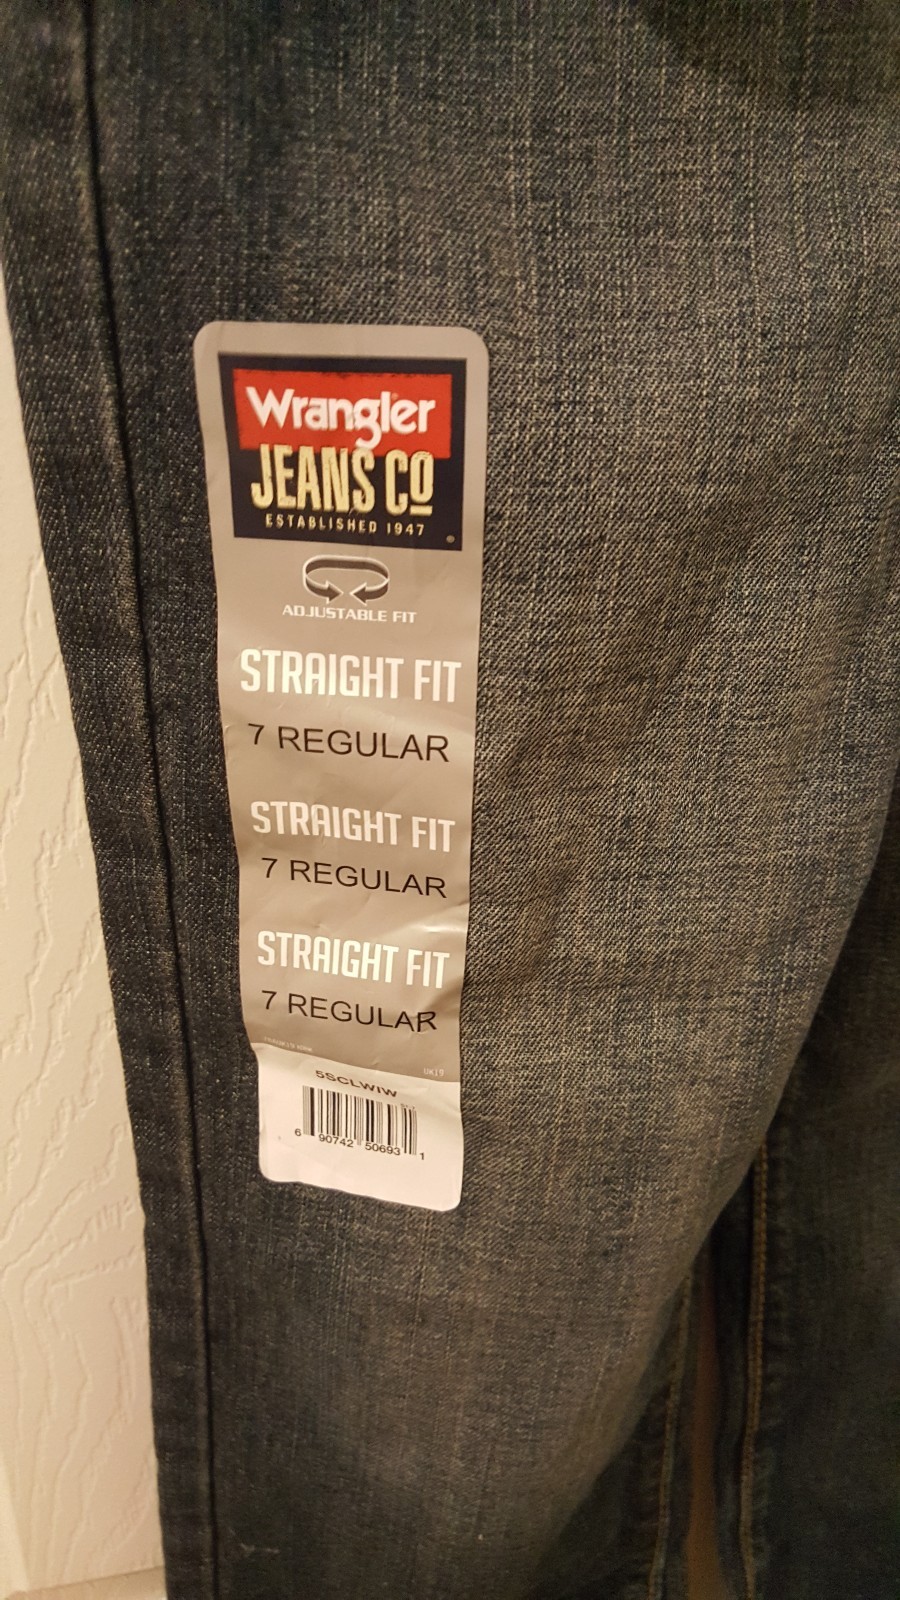 Wrangler
JEANS CO
ESTABLISHED 1947 ®
ADJUSTABLE FIT
STRAIGHT FIT
7 REGULAR
STRAIGHT FIT
7 REGULAR
STRAIGHT FIT
7 REGULAR
UK19
5SCLWIW
6 90742 50693 1